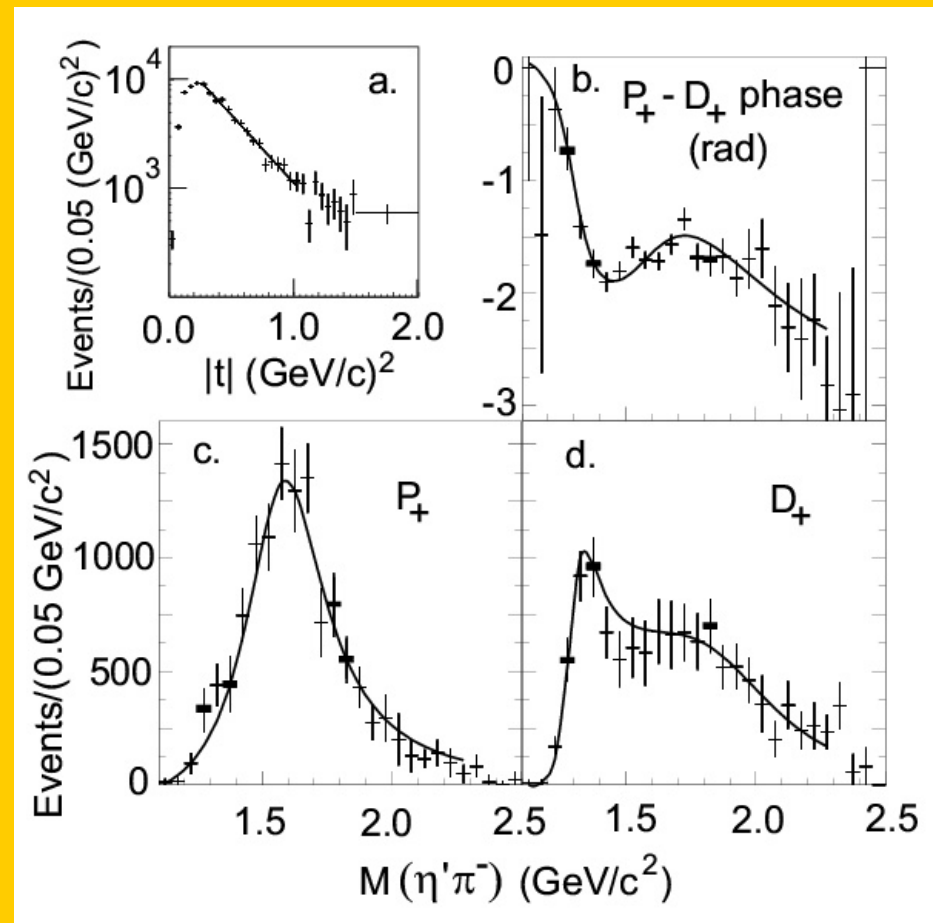 Events/(0.05 (GeV/c)²)
10⁴
10³
a.
0.0 1.0 2.0
|t| (GeV/c)²
b.
P₊ - D₊ phase
(rad)
0
-1
-2
-3
Events/(0.05 GeV/c²)
1500
1000
500
0
c.
P₊
1.5 2.0 2.5
d.
D₊
1.5 2.0 2.5
M (η'π⁻) (GeV/c²)